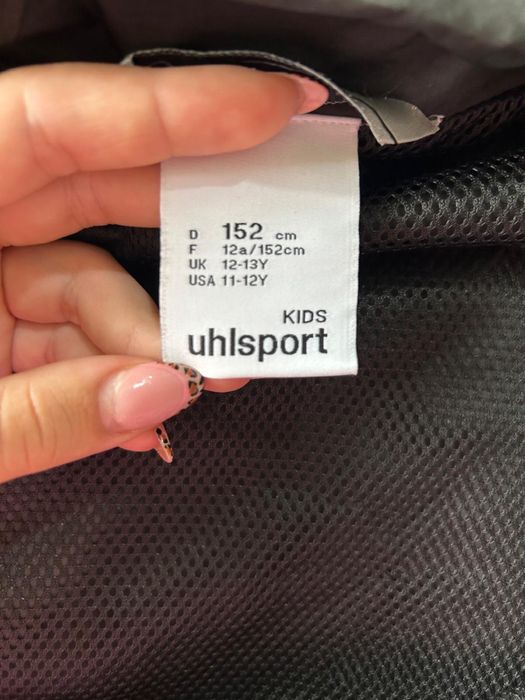 D 152 cm
F 12a/152cm
UK 12-13Y
USA 11-12Y
KIDS
uhlsport